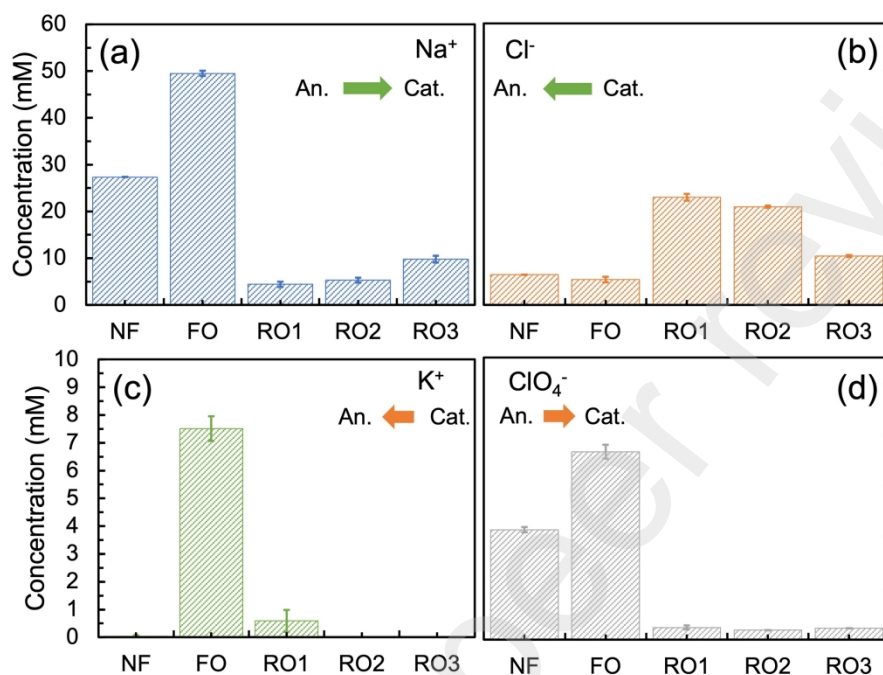 (a) Na⁺
An. Cat.
Concentration (mM)
60
50
40
30
20
10
0
NF FO RO1 RO2 RO3
Cl⁻ (b)
An. Cat.
NF FO RO1 RO2 RO3
(c) K⁺
An. Cat.
Concentration (mM)
10
9
8
7
6
5
4
3
2
1
0
NF FO RO1 RO2 RO3
ClO₄⁻ (d)
An. Cat.
NF FO RO1 RO2 RO3
peer revi